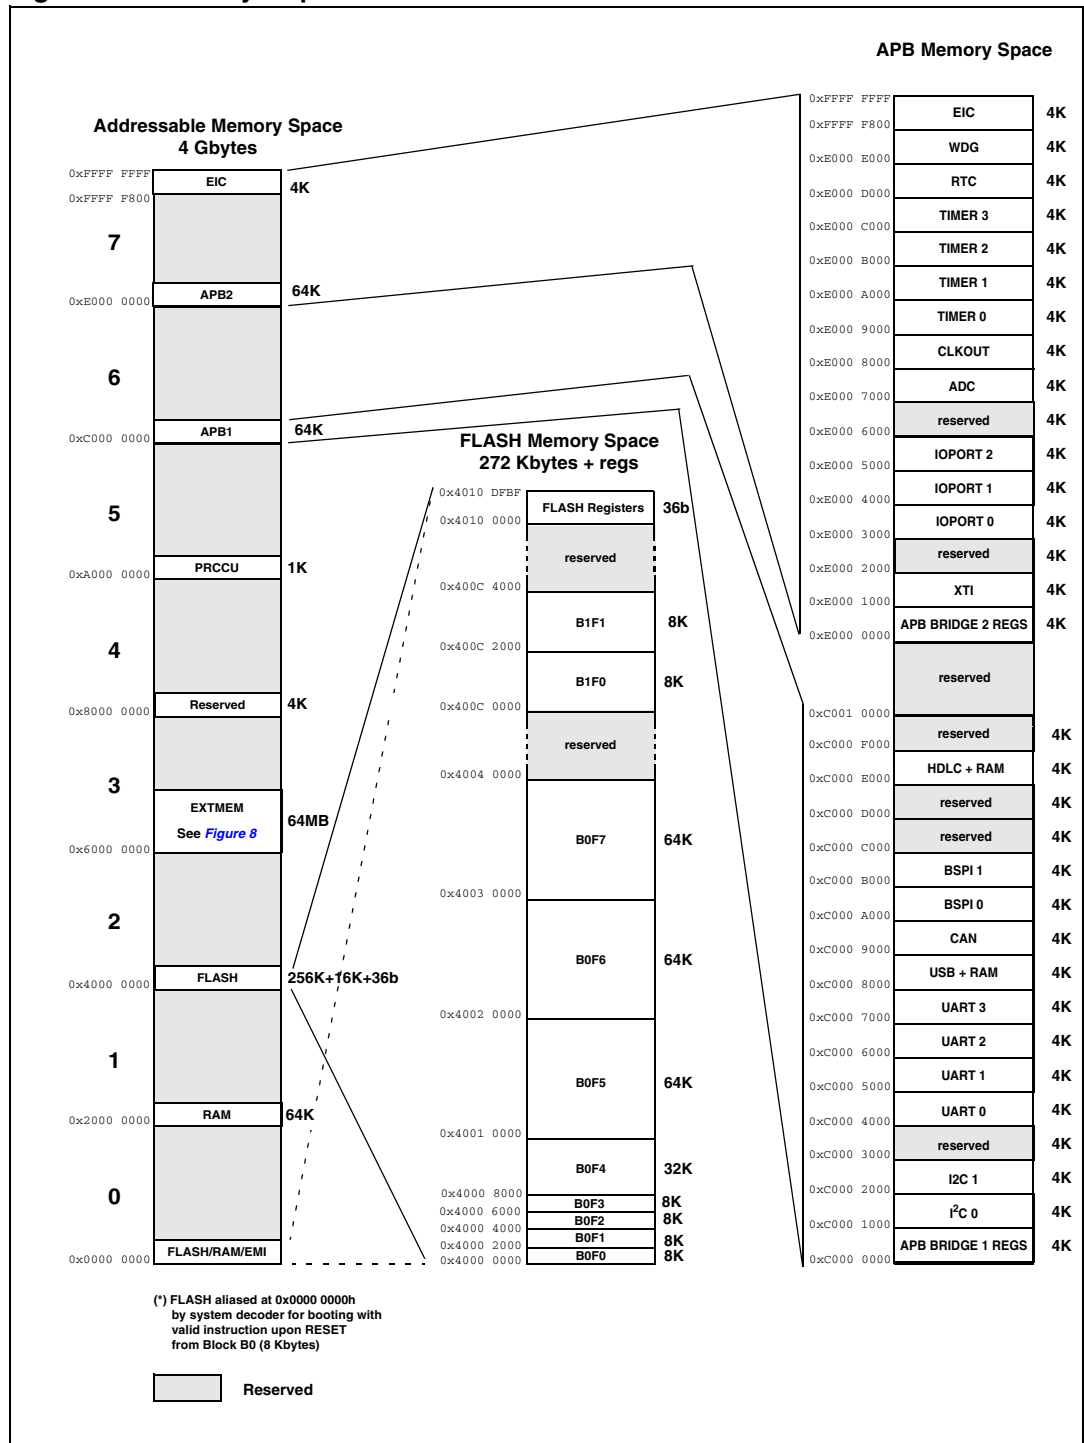 APB Memory Space
Addressable Memory Space
4 Gbytes
0xFFFF FFFF
EIC
4K
0xFFFF F800
7
APB2
64K
0xE000 0000
6
APB1
64K
0xC000 0000
5
PRCCU
1K
0xA000 0000
4
Reserved
4K
0x8000 0000
3
EXTMEM
See Figure 8
64MB
0x6000 0000
2
FLASH
256K+16K+36b
0x4000 0000
1
RAM
64K
0x2000 0000
0
FLASH/RAM/EMI
0x0000 0000
FLASH Memory Space
272 Kbytes + regs
0x4010 DFBF
FLASH Registers
36b
0x4010 0000
reserved
0x400C 4000
B1F1
8K
0x400C 2000
B1F0
8K
0x400C 0000
reserved
0x4004 0000
B0F7
64K
0x4003 0000
B0F6
64K
0x4002 0000
B0F5
64K
0x4001 0000
B0F4
32K
0x4000 8000
B0F3
8K
0x4000 6000
B0F2
8K
0x4000 4000
B0F1
8K
0x4000 2000
B0F0
8K
0x4000 0000
0xFFFF FFFF
EIC
4K
0xFFFF F800
WDG
4K
0xE000 E000
RTC
4K
0xE000 D000
TIMER 3
4K
0xE000 C000
TIMER 2
4K
0xE000 B000
TIMER 1
4K
0xE000 A000
TIMER 0
4K
0xE000 9000
CLKOUT
4K
0xE000 8000
ADC
4K
0xE000 7000
reserved
4K
0xE000 6000
IOPORT 2
4K
0xE000 5000
IOPORT 1
4K
0xE000 4000
IOPORT 0
4K
0xE000 3000
reserved
4K
0xE000 2000
XTI
4K
0xE000 1000
APB BRIDGE 2 REGS
4K
0xE000 0000
reserved
0xC001 0000
reserved
4K
0xC000 F000
HDLC + RAM
4K
0xC000 E000
reserved
4K
0xC000 D000
reserved
4K
0xC000 C000
BSPI 1
4K
0xC000 B000
BSPI 0
4K
0xC000 A000
CAN
4K
0xC000 9000
USB + RAM
4K
0xC000 8000
UART 3
4K
0xC000 7000
UART 2
4K
0xC000 6000
UART 1
4K
0xC000 5000
UART 0
4K
0xC000 4000
reserved
4K
0xC000 3000
I2C 1
4K
0xC000 2000
I²C 0
4K
0xC000 1000
APB BRIDGE 1 REGS
4K
0xC000 0000
(*) FLASH aliased at 0x0000 0000h
by system decoder for booting with
valid instruction upon RESET
from Block B0 (8 Kbytes)
Reserved